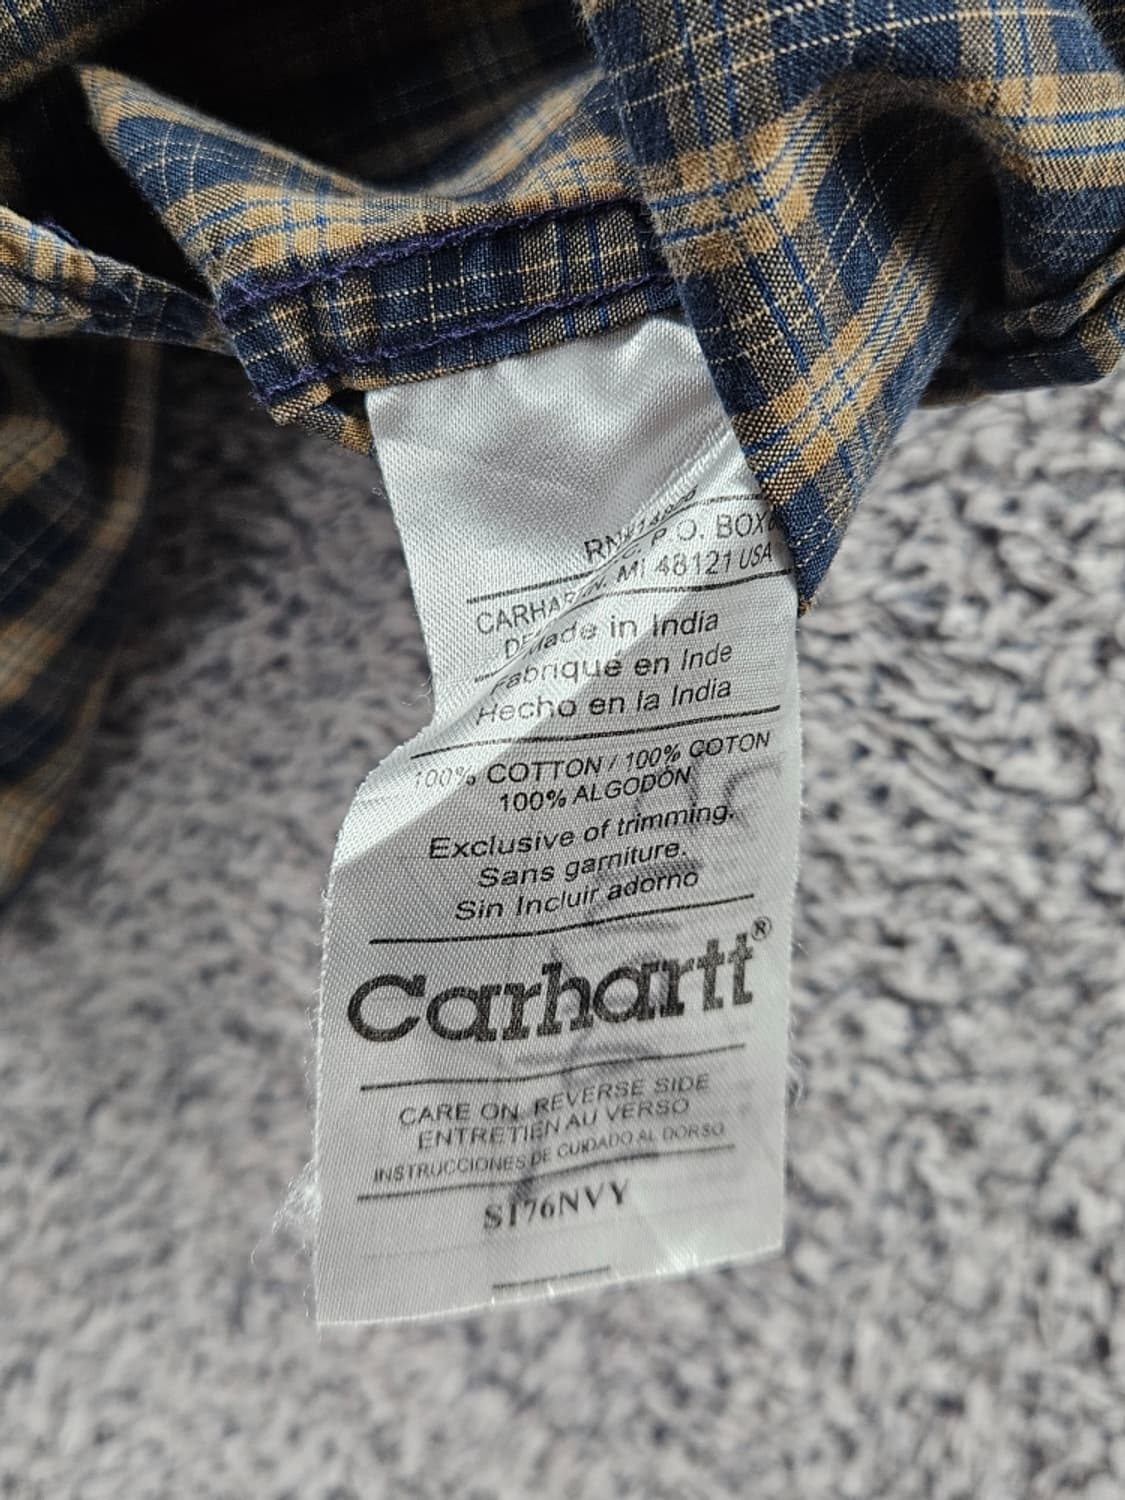 P.O. BOX
MI 48121 USA
Made in India
Fabriqué en Inde
Hecho en la India
100% COTTON / 100% COTON
100% ALGODÓN
Exclusive of trimming.
Sans garniture.
Sin Incluir adorno
Carhartt®
CARE ON REVERSE SIDE
ENTRETIEN AU VERSO
INSTRUCCIONES DE CUIDADO AL DORSO
S176NVY